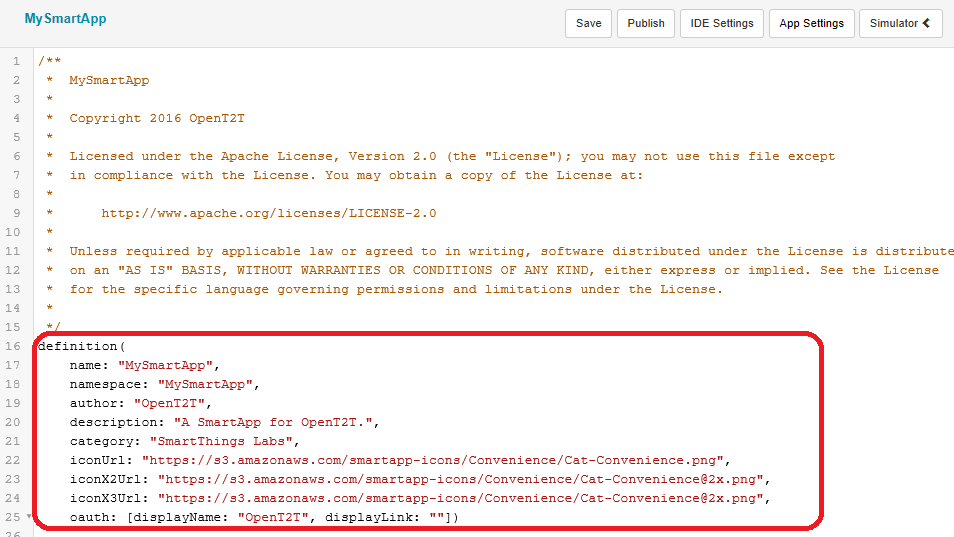 MySmartApp
Save Publish IDE Settings App Settings Simulator
1 /**
2 * MySmartApp
3 *
4 * Copyright 2016 OpenT2T
5 *
6 * Licensed under the Apache License, Version 2.0 (the "License"); you may not use this file except
7 * in compliance with the License. You may obtain a copy of the License at:
8 *
9 * http://www.apache.org/licenses/LICENSE-2.0
10 *
11 * Unless required by applicable law or agreed to in writing, software distributed under the License is distribute
12 * on an "AS IS" BASIS, WITHOUT WARRANTIES OR CONDITIONS OF ANY KIND, either express or implied. See the License
13 * for the specific language governing permissions and limitations under the License.
14 *
15 */
16 definition(
17 name: "MySmartApp",
18 namespace: "MySmartApp",
19 author: "OpenT2T",
20 description: "A SmartApp for OpenT2T.",
21 category: "SmartThings Labs",
22 iconUrl: "https://s3.amazonaws.com/smartapp-icons/Convenience/Cat-Convenience.png",
23 iconX2Url: "https://s3.amazonaws.com/smartapp-icons/Convenience/Cat-Convenience@2x.png",
24 iconX3Url: "https://s3.amazonaws.com/smartapp-icons/Convenience/Cat-Convenience@2x.png",
25 oauth: [displayName: "OpenT2T", displayLink: ""])
26